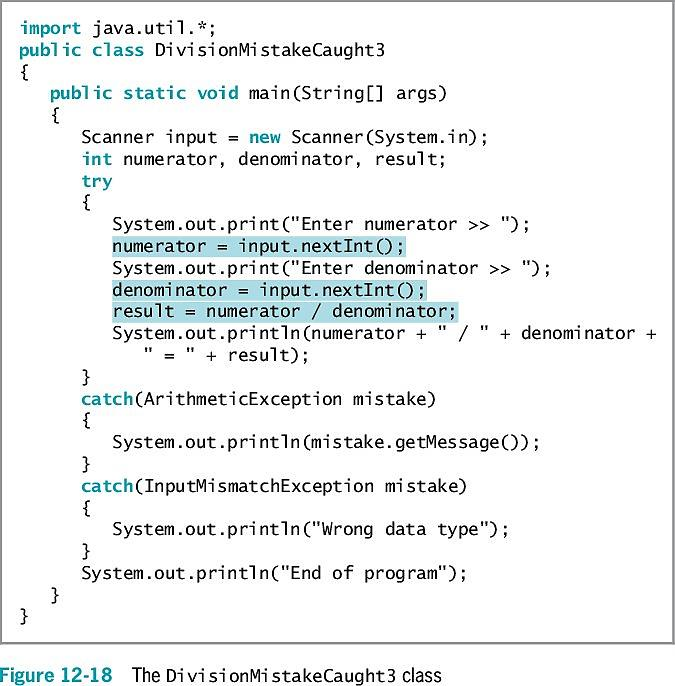 import java.util.*;
public class DivisionMistakeCaught3
{
   public static void main(String[] args)
   {
      Scanner input = new Scanner(System.in);
      int numerator, denominator, result;
      try
      {
         System.out.print("Enter numerator >> ");
         numerator = input.nextInt();
         System.out.print("Enter denominator >> ");
         denominator = input.nextInt();
         result = numerator / denominator;
         System.out.println(numerator + " / " + denominator +
            " = " + result);
      }
      catch(ArithmeticException mistake)
      {
         System.out.println(mistake.getMessage());
      }
      catch(InputMismatchException mistake)
      {
         System.out.println("Wrong data type");
      }
      System.out.println("End of program");
   }
}
Figure 12-18 The DivisionMistakeCaught3 class